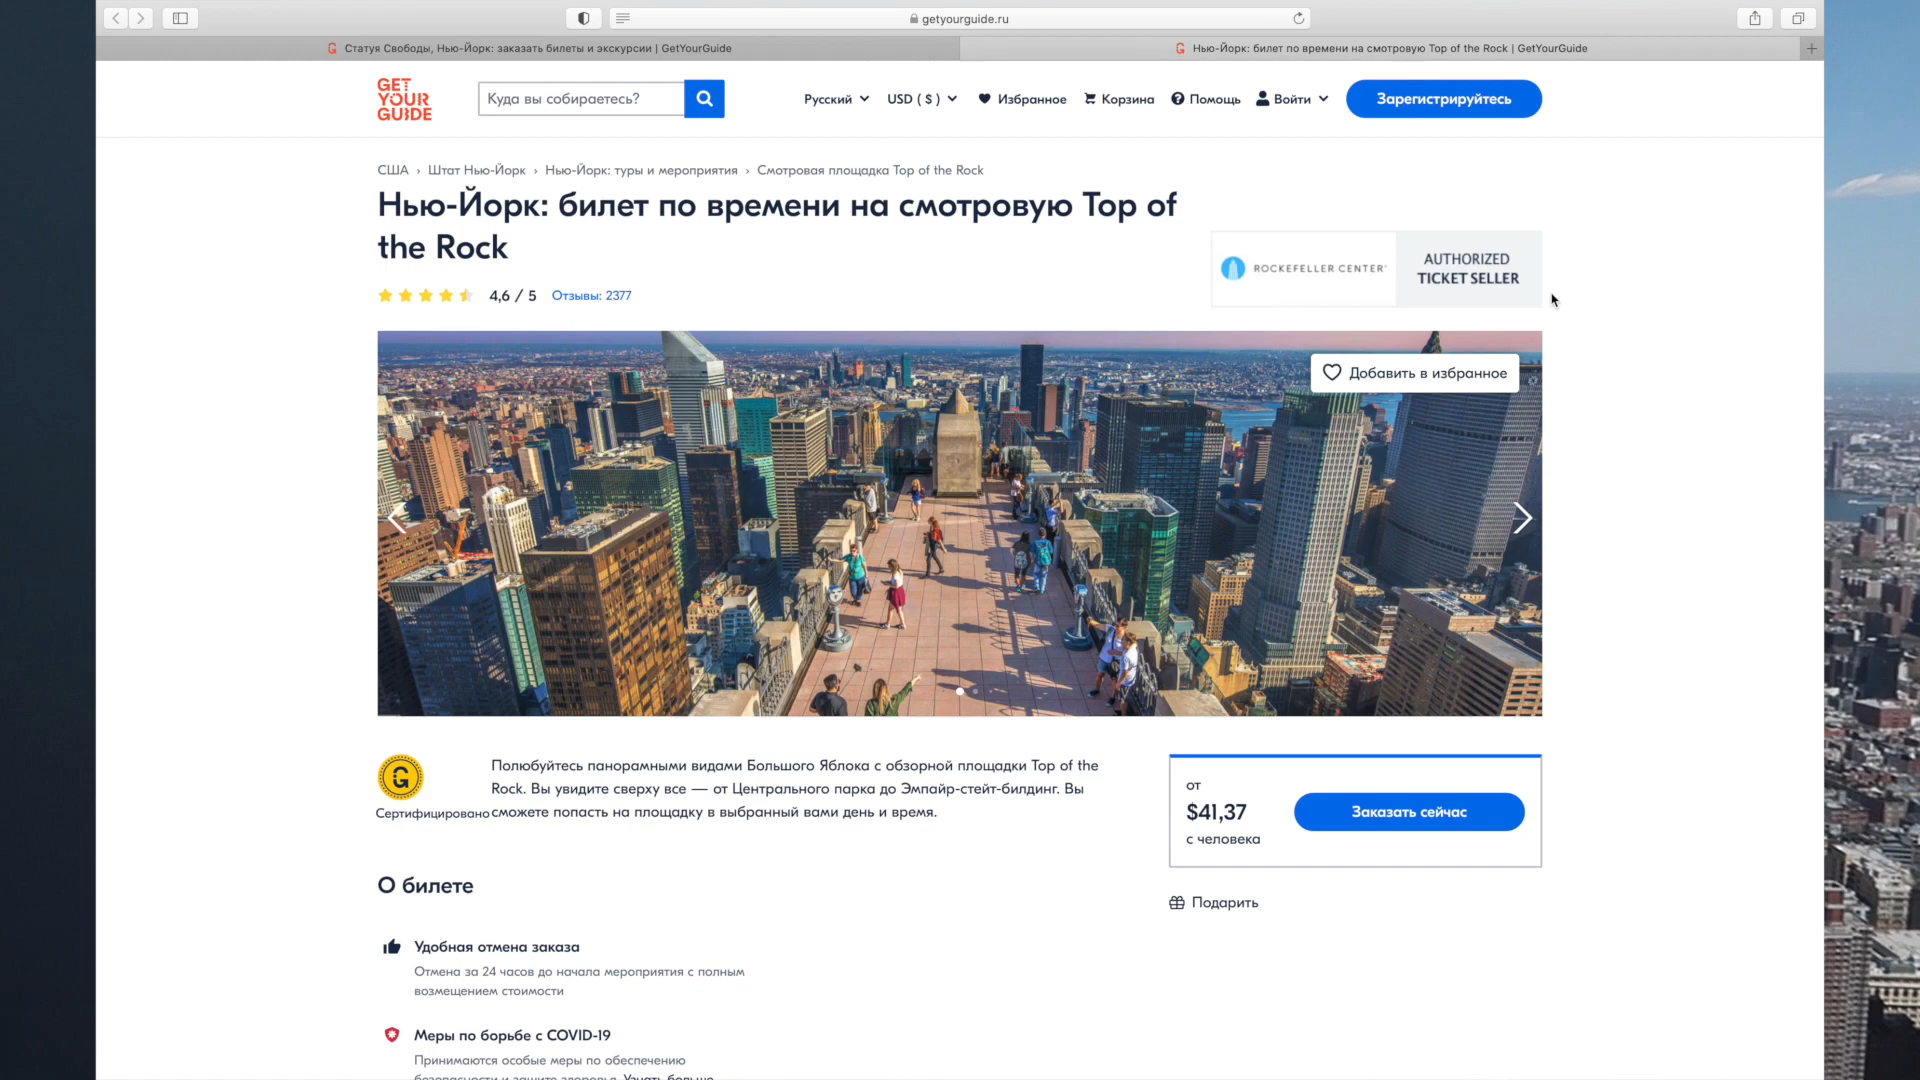 getyourguide.ru
Статуя Свободы, Нью-Йорк: заказать билеты и экскурсии | GetYourGuide
Нью-Йорк: билет по времени на смотровую Top of the Rock | GetYourGuide
GET
YOUR
GUIDE
Куда вы собираетесь?
Русский
USD ( $ )
Избранное
Корзина
Помощь
Войти
Зарегистрируйтесь
США › Штат Нью-Йорк › Нью-Йорк: туры и мероприятия › Смотровая площадка Top of the Rock
Нью-Йорк: билет по времени на смотровую Top of
the Rock
ROCKEFELLER CENTER
AUTHORIZED
TICKET SELLER
4,6 / 5 Отзывы: 2377
Добавить в избранное
G
Сертифицировано
Полюбуйтесь панорамными видами Большого Яблока с обзорной площадки Top of the
Rock. Вы увидите сверху все — от Центрального парка до Эмпайр-стейт-билдинг. Вы
сможете попасть на площадку в выбранный вами день и время.
от
$41,37
с человека
Заказать сейчас
Подарить
О билете
Удобная отмена заказа
Отмена за 24 часов до начала мероприятия с полным
возмещением стоимости
Меры по борьбе с COVID-19
Принимаются особые меры по обеспечению
безопасности и защите здоровья. Узнать больше